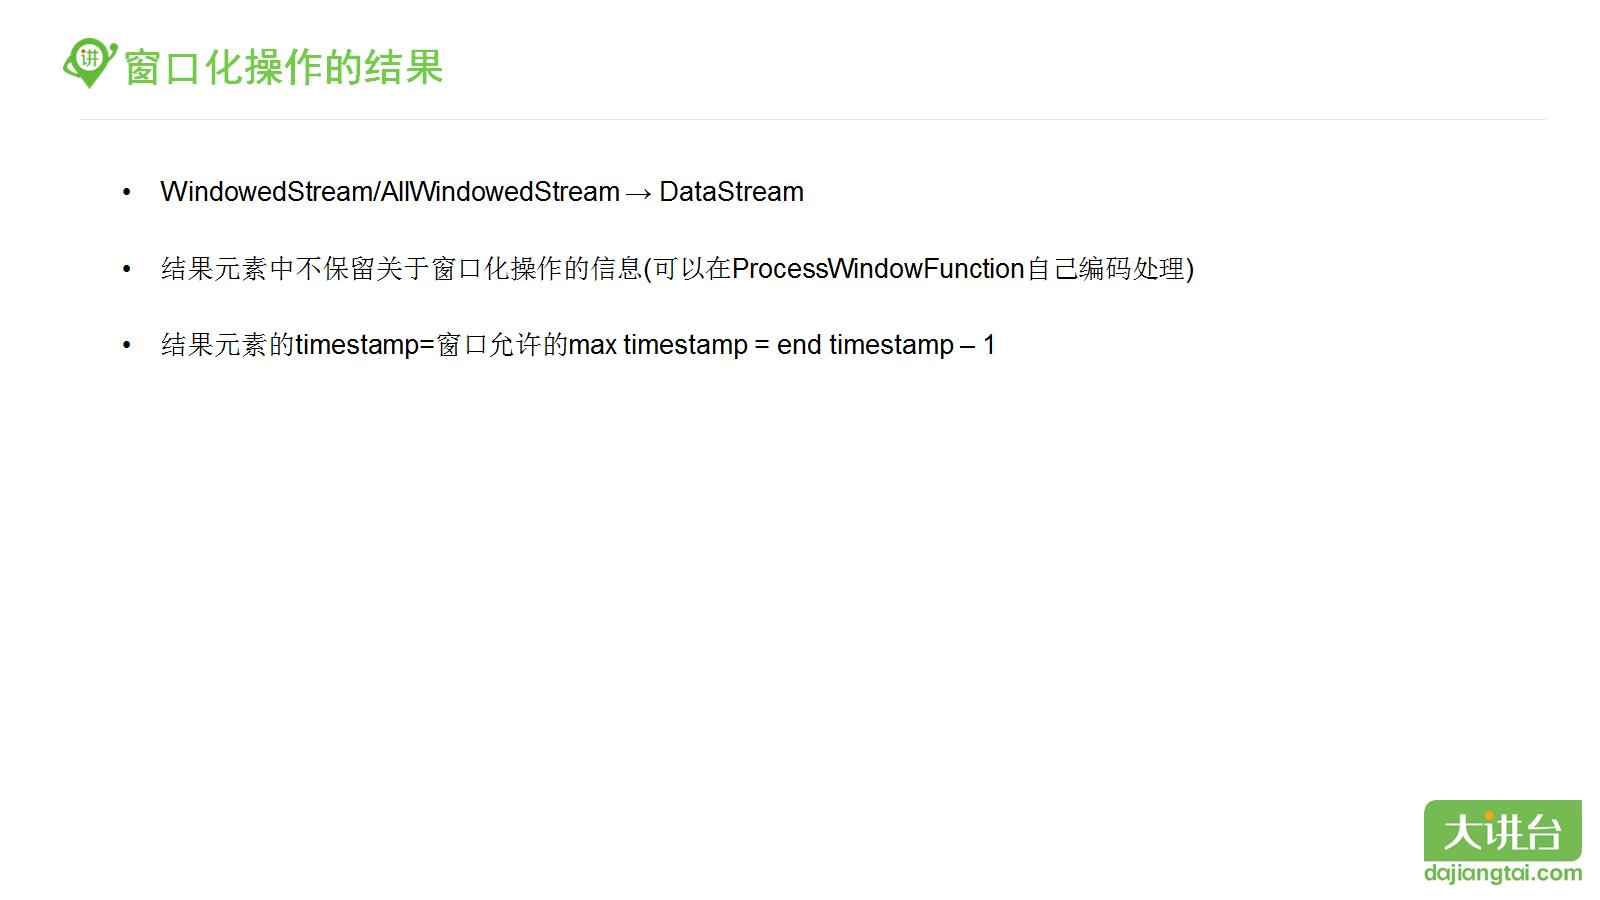 讲
窗口化操作的结果
• WindowedStream/AllWindowedStream → DataStream
• 结果元素中不保留关于窗口化操作的信息(可以在ProcessWindowFunction自己编码处理)
• 结果元素的timestamp=窗口允许的max timestamp = end timestamp – 1
大讲台
dajiangtai.com